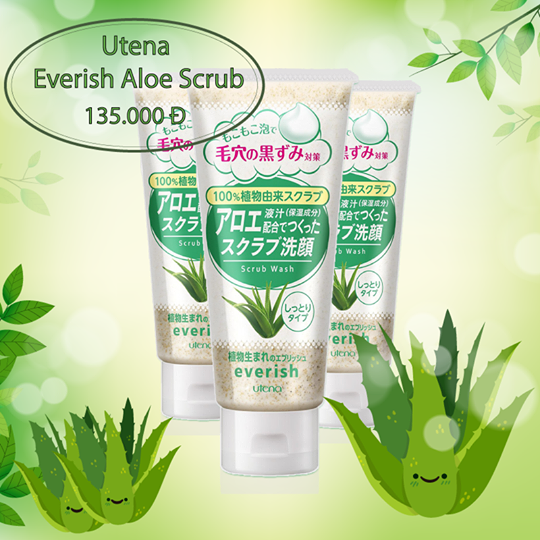 Utena
Everish Aloe Scrub
135.000 Đ
もこもこ泡で
毛穴の黒ずみ対策
100%植物由来スクラブ
アロエ液汁(保湿成分)配合でつくった
スクラブ洗顔
Scrub Wash
しっとり
タイプ
植物生まれのエブリッシュ
everish
utena